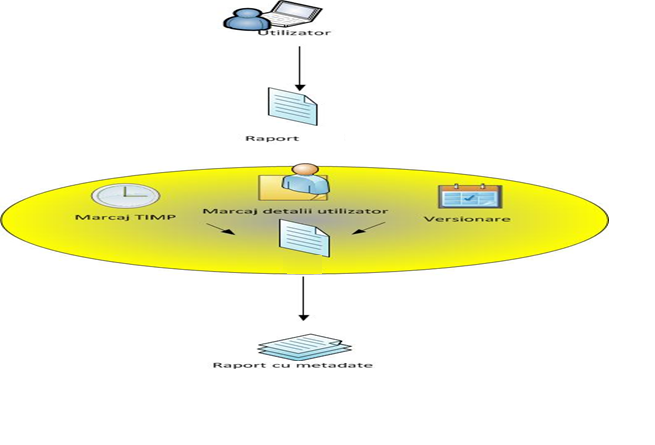 Utilizator
Raport
Marcaj TIMP
Marcaj detalii utilizator
Versionare
Raport cu metadate